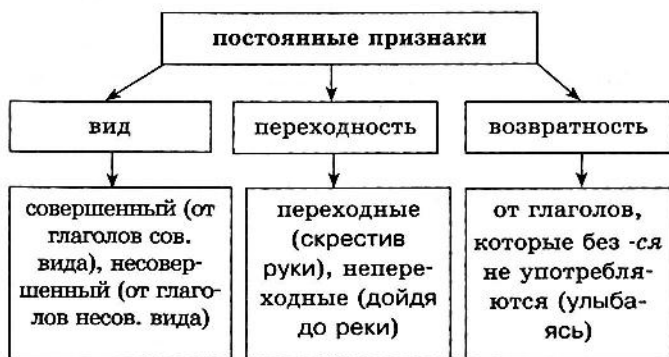 постоянные признаки
вид
переходность
возвратность
совершенный (от
глаголов сов.
вида), несовер-
шенный (от глаго-
лов несов. вида)
переходные
(скрестив
руки), непере-
ходные (дойдя
до реки)
от глаголов,
которые без -ся
не употребля-
ются (улыба-
ясь)